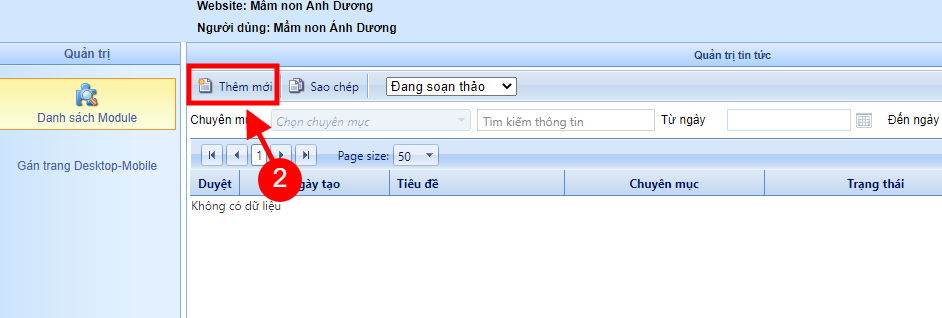 Website: Mầm non Ánh Dương
Người dùng: Mầm non Ánh Dương
Quản trị
Quản trị tin tức
Thêm mới
Sao chép
Đang soạn thảo
Danh sách Module
Chuyên mụ
Chọn chuyên mục
Tìm kiếm thông tin
Từ ngày
Đến ngày
Gán trang Desktop-Mobile
1
Page size:
50
2
Duyệt
gày tạo
Tiêu đề
Chuyên mục
Trạng thái
Không có dữ liệu